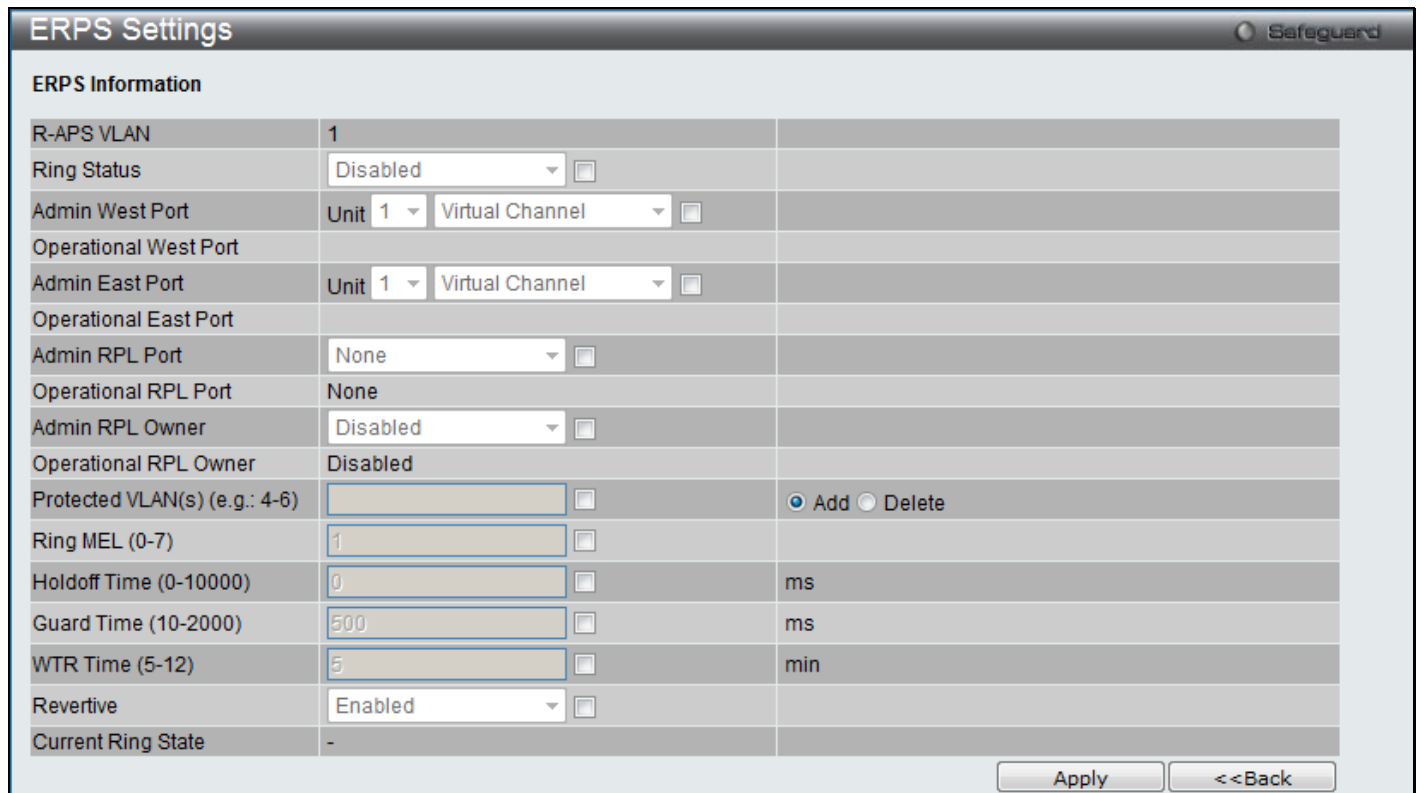 ERPS Settings
Safeguard
ERPS Information
R-APS VLAN 1
Ring Status Disabled
Admin West Port Unit 1 Virtual Channel
Operational West Port
Admin East Port Unit 1 Virtual Channel
Operational East Port
Admin RPL Port None
Operational RPL Port None
Admin RPL Owner Disabled
Operational RPL Owner Disabled
Protected VLAN(s) (e.g.: 4-6) Add Delete
Ring MEL (0-7) 1
Holdoff Time (0-10000) 0 ms
Guard Time (10-2000) 500 ms
WTR Time (5-12) 5 min
Revertive Enabled
Current Ring State -
Apply <<Back